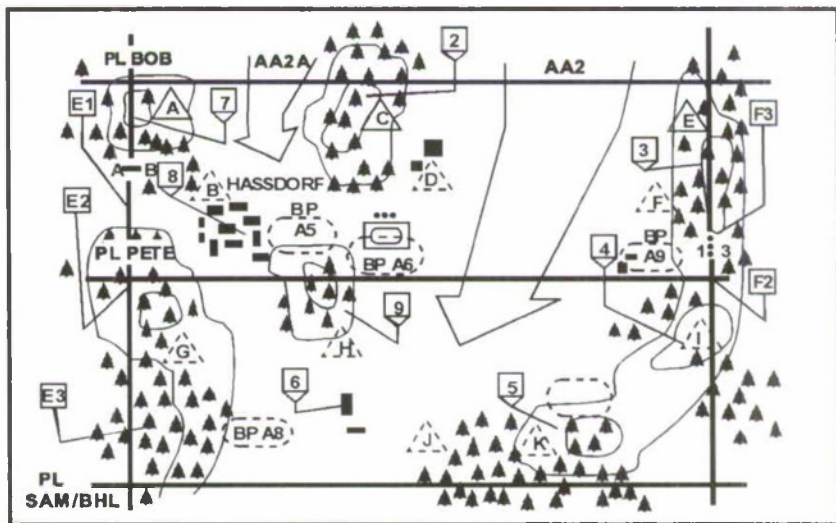 PL BOB
AA2A
2
AA2
E1
A
7
C
E
F3
3
A B
8
B
HASSDORF
D
F
E2
BP
A5
BP
A9
1 3
PL PETE
BP A6
4
F2
9
G
H
I
6
5
E3
BP A8
J
K
PL
SAM/BHL